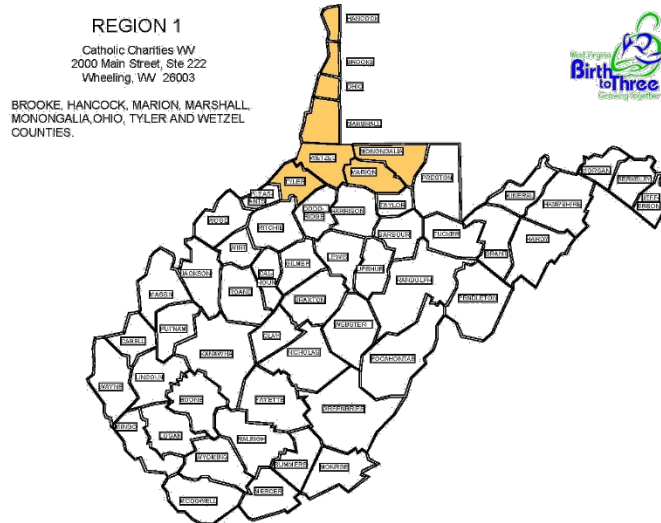 REGION 1
Catholic Charities WV
2000 Main Street, Ste 222
Wheeling, WV 26003
BROOKE, HANCOCK, MARION, MARSHALL,
MONONGALIA,OHIO, TYLER AND WETZEL
COUNTIES.
West Virginia
Birth
to Three
Growing Together
HANCOCK
BROOKE
OHIO
MARSHALL
WETZEL
MONONGALIA
MARION
PRESTON
TYLER
TAYLOR
HARRISON
WOOD
RITCHIE
BARBOUR
TUCKER
MINERAL
HAMPSHIRE
MORGAN
BERKELEY
GRANT
HARDY
WIRT
GILMER
LEWIS
UPSHUR
RANDOLPH
PENDLETON
JACKSON
ROANE
CAL
HOUN
MASON
BRAXTON
WEBSTER
PUTNAM
CLAY
CABELL
KANAWHA
NICHOLAS
POCAHONTAS
WAYNE
LINCOLN
BOONE
FAYETTE
GREENBRIER
MINGO
LOGAN
RALEIGH
WYOMING
SUMMERS
MONROE
MERCER
MCDOWELL